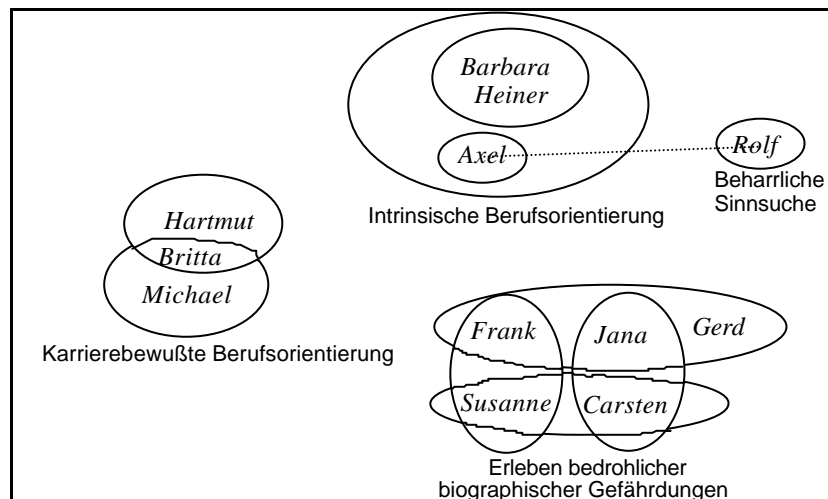 Barbara
Heiner
Axel
Rolf
Beharrliche
Sinnsuche
Intrinsische Berufsorientierung
Hartmut
Britta
Michael
Karrierebewußte Berufsorientierung
Frank
Jana
Gerd
Susanne
Carsten
Erleben bedrohlicher
biographischer Gefährdungen